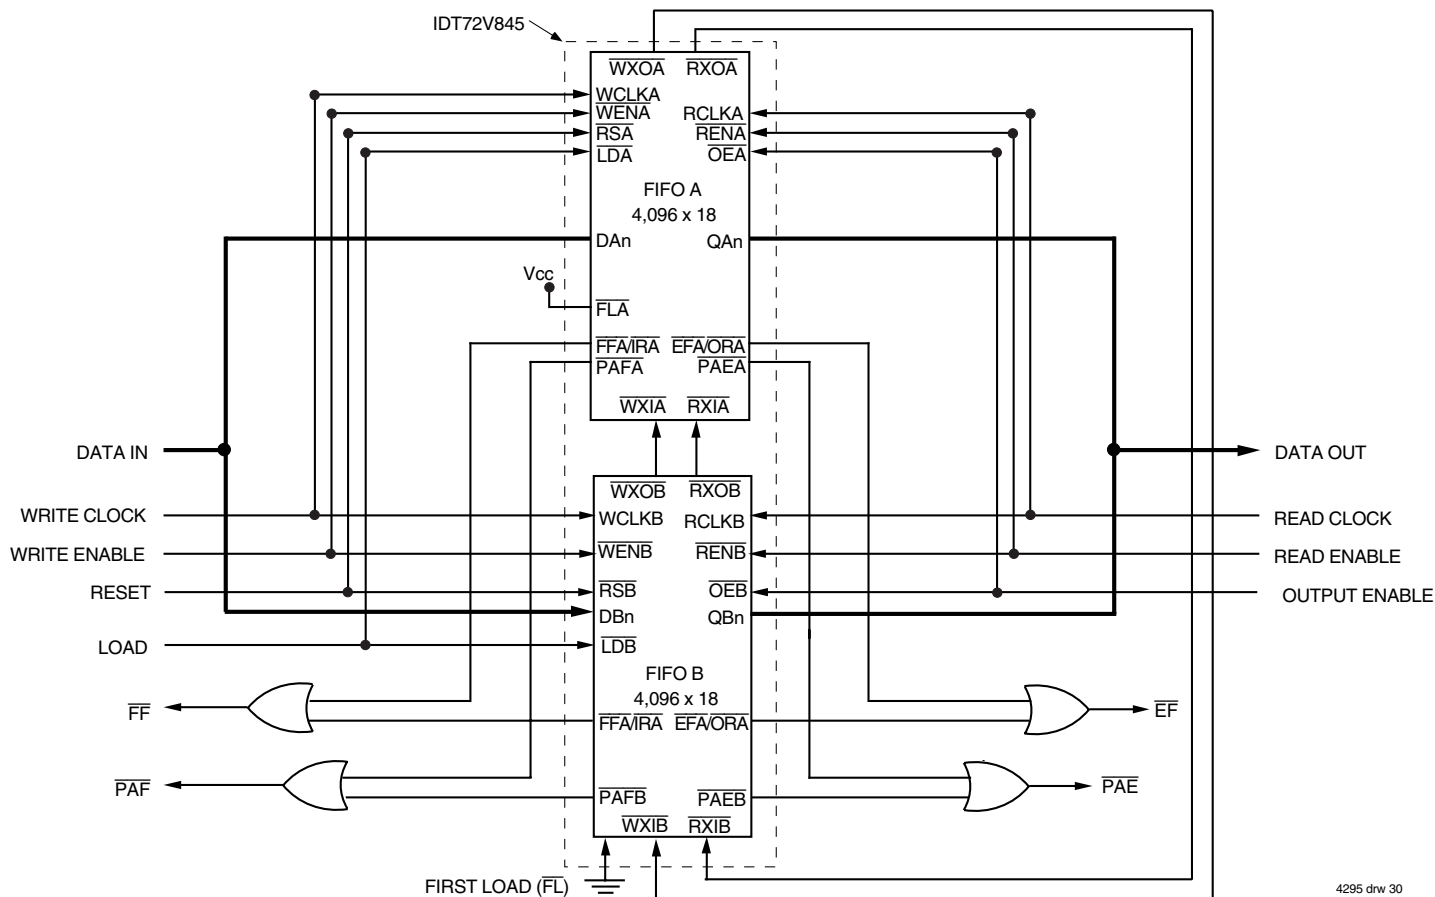 IDT72V845
WXOA RXOA
WCLKA
WENA RCLKA
RSA RENA
LDA OEA
FIFO A
4,096 x 18
DAn QAn
Vcc
FLA
FFA/IRA EFA/ORA
PAFA PAEA
WXIA RXIA
DATA IN DATA OUT
WXOB RXOB
WRITE CLOCK WCLKB RCLKB READ CLOCK
WRITE ENABLE WENB RENB READ ENABLE
RESET RSB OEB OUTPUT ENABLE
DBn QBn
LOAD LDB
FIFO B
4,096 x 18
FF FFA/IRA EFA/ORA EF
PAF PAFB PAEB PAE
WXIB RXIB
FIRST LOAD (FL)
4295 drw 30